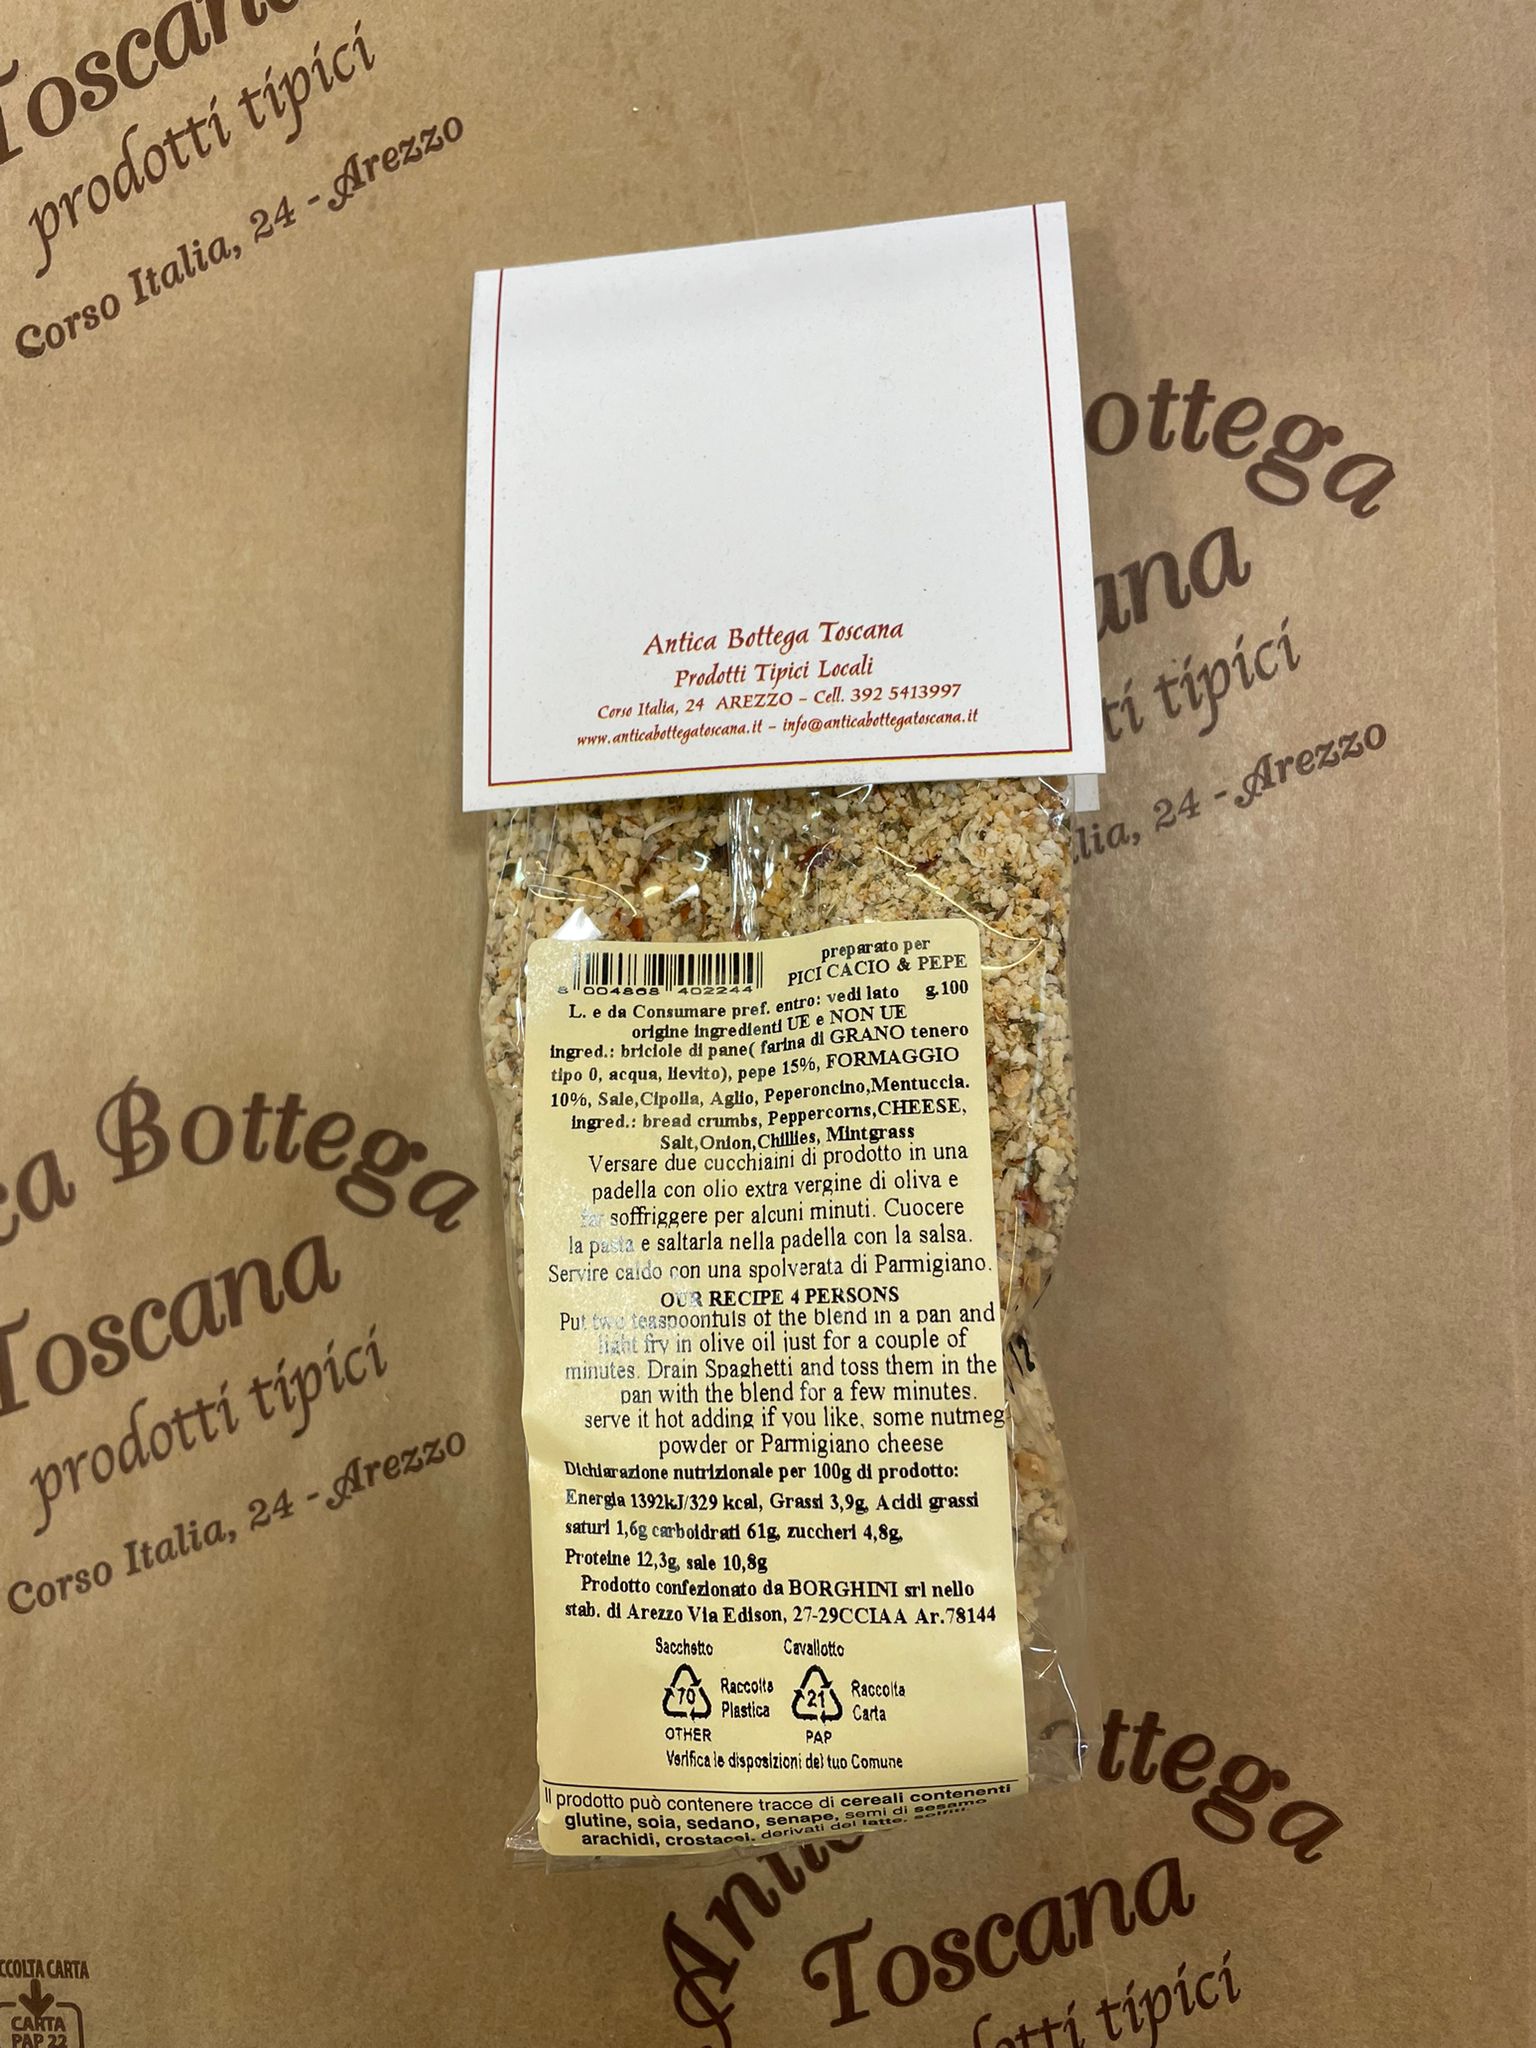 Toscana
prodotti tipici
Corso Italia, 24 - Arezzo
Bottega
ana
ti tipici
lia, 24 - Arezzo
Antica Bottega Toscana
Prodotti Tipici Locali
Corso Italia, 24 AREZZO - Cell. 392 5413997
www.anticabottegatoscana.it - info@anticabottegatoscana.it
8 004868 402244
preparato per
PICI CACIO & PEPE
L. e da Consumare pref. entro: vedi lato g.100
origine ingredienti UE e NON UE
ingred.: briciole di pane( farina di GRANO tenero
tipo 0, acqua, lievito), pepe 15%, FORMAGGIO
10%, Sale,Cipolla, Aglio, Peperoncino,Mentuccia.
ingred.: bread crumbs, Peppercorns,CHEESE,
Salt,Onion,Chillies, Mintgrass
Versare due cucchiaini di prodotto in una
padella con olio extra vergine di oliva e
far soffriggere per alcuni minuti. Cuocere
la pasta e saltarla nella padella con la salsa.
Servire caldo con una spolverata di Parmigiano.
OUR RECIPE 4 PERSONS
Put two teaspoonfuls of the blend in a pan and
light fry in olive oil just for a couple of
minutes. Drain Spaghetti and toss them in the
pan with the blend for a few minutes.
serve it hot adding if you like, some nutmeg
powder or Parmigiano cheese
Dichiarazione nutrizionale per 100g di prodotto:
Energia 1392kJ/329 kcal, Grassi 3,9g, Acidi grassi
saturi 1,6g carboidrati 61g, zuccheri 4,8g,
Proteine 12,3g, sale 10,8g
Prodotto confezionato da BORGHINI srl nello
stab. di Arezzo Via Edison, 27-29CCIAA Ar.78144
Sacchetto Cavallotto
70 Raccolta Plastica 21 Raccolta Carta
OTHER PAP
Verifica le disposizioni del tuo Comune
Il prodotto può contenere tracce di cereali contenenti
glutine, soia, sedano, senape, semi di sesamo
arachidi, crostacei, derivati del latte,
ca Bottega
Toscana
prodotti tipici
Corso Italia, 24 - Arezzo
ttega
Toscana
tti tipici
CCOLTA CARTA
CARTA
PAP 22